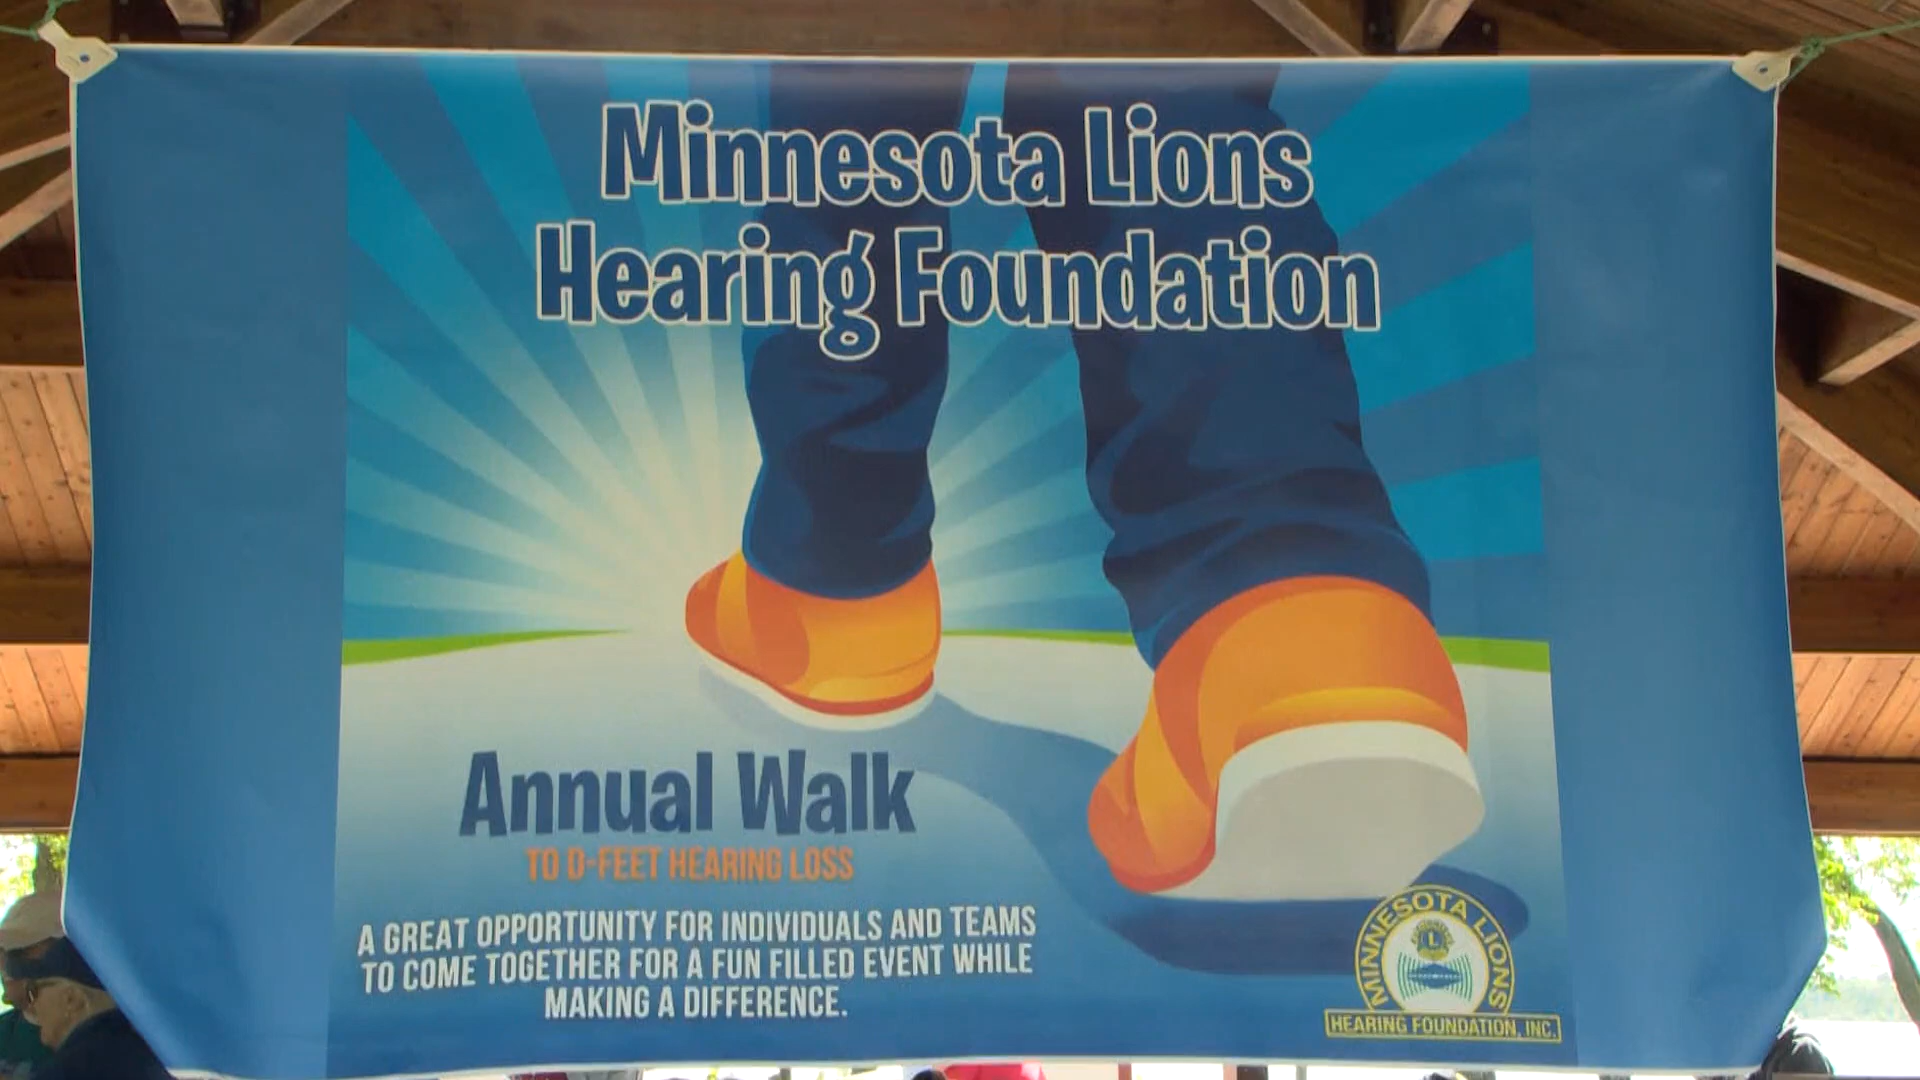 Minnesota Lions
Hearing Foundation
Annual Walk
TO D-FEET HEARING LOSS
A GREAT OPPORTUNITY FOR INDIVIDUALS AND TEAMS
TO COME TOGETHER FOR A FUN FILLED EVENT WHILE
MAKING A DIFFERENCE.
MINNESOTA LIONS
L
HEARING FOUNDATION, INC.